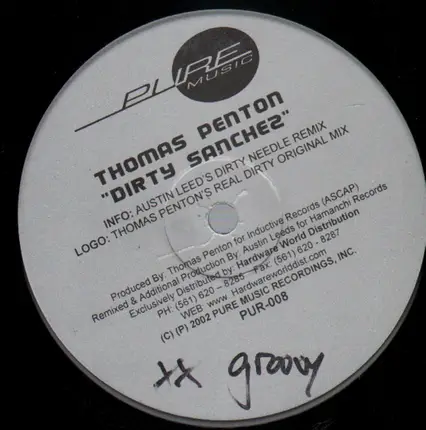 PURE
MUSIC
THOMAS PENTON
"DIRTY SANCHEZ"
INFO: AUSTIN LEED'S DIRTY NEEDLE REMIX
LOGO: THOMAS PENTON'S REAL DIRTY ORIGINAL MIX
Produced By: Thomas Penton for Inductive Records (ASCAP)
Remixed & Additional Production By: Austin Leeds for Hamanchi Records
Exclusively Distributed by: Hardware World Distribution
PH: (561) 620 - 8285 Fax: (561) 620 - 8287
WEB: www. Hardwareworlddist.com
(C) (P) 2002 PURE MUSIC RECORDINGS, INC.
PUR-008
xx groovy